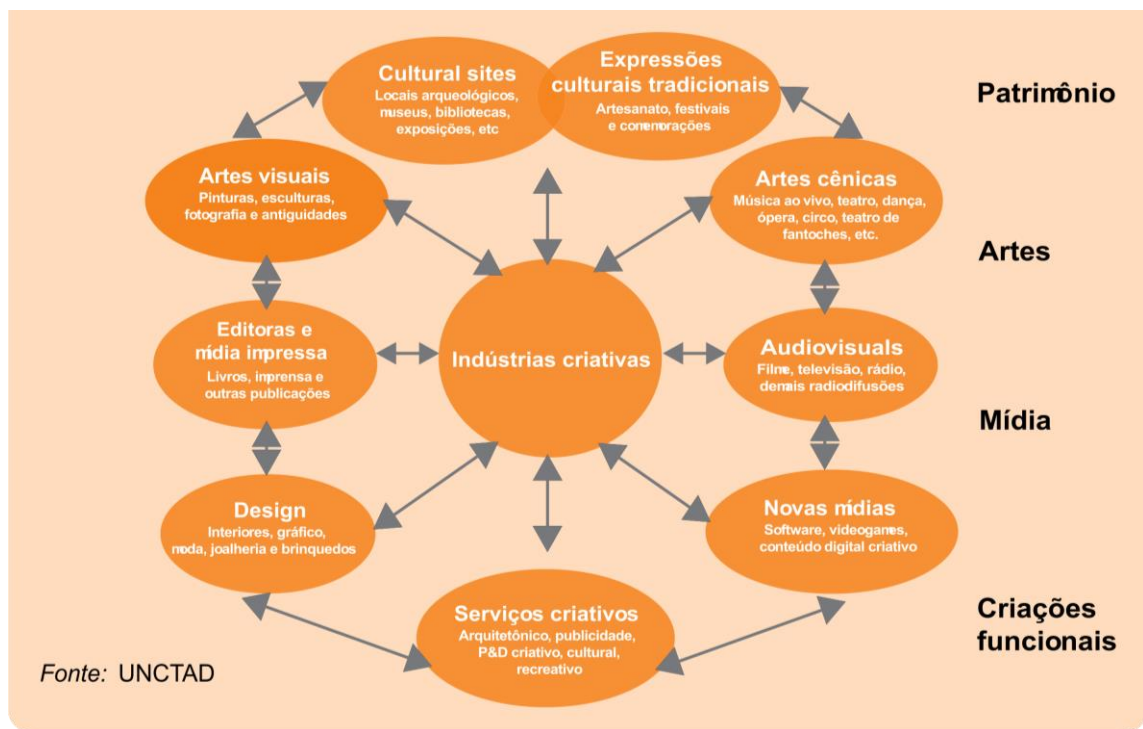 Cultural sites
Locais arqueológicos,
museus, bibliotecas,
exposições, etc
Expressões
culturais tradicionais
Artesanato, festivais
e comemorações
Patrimônio
Artes visuais
Pinturas, esculturas,
fotografia e antiguidades
Artes cênicas
Música ao vivo, teatro, dança,
ópera, circo, teatro de
fantoches, etc.
Artes
Editoras e
mídia impressa
Livros, imprensa e
outras publicações
Indústrias criativas
Audiovisuals
Filme, televisão, rádio,
demais radiodifusões
Mídia
Design
Interiores, gráfico,
moda, joalheria e brinquedos
Novas mídias
Software, videogames,
conteúdo digital criativo
Serviços criativos
Arquitetônico, publicidade,
P&D criativo, cultural,
recreativo
Criações
funcionais
Fonte: UNCTAD